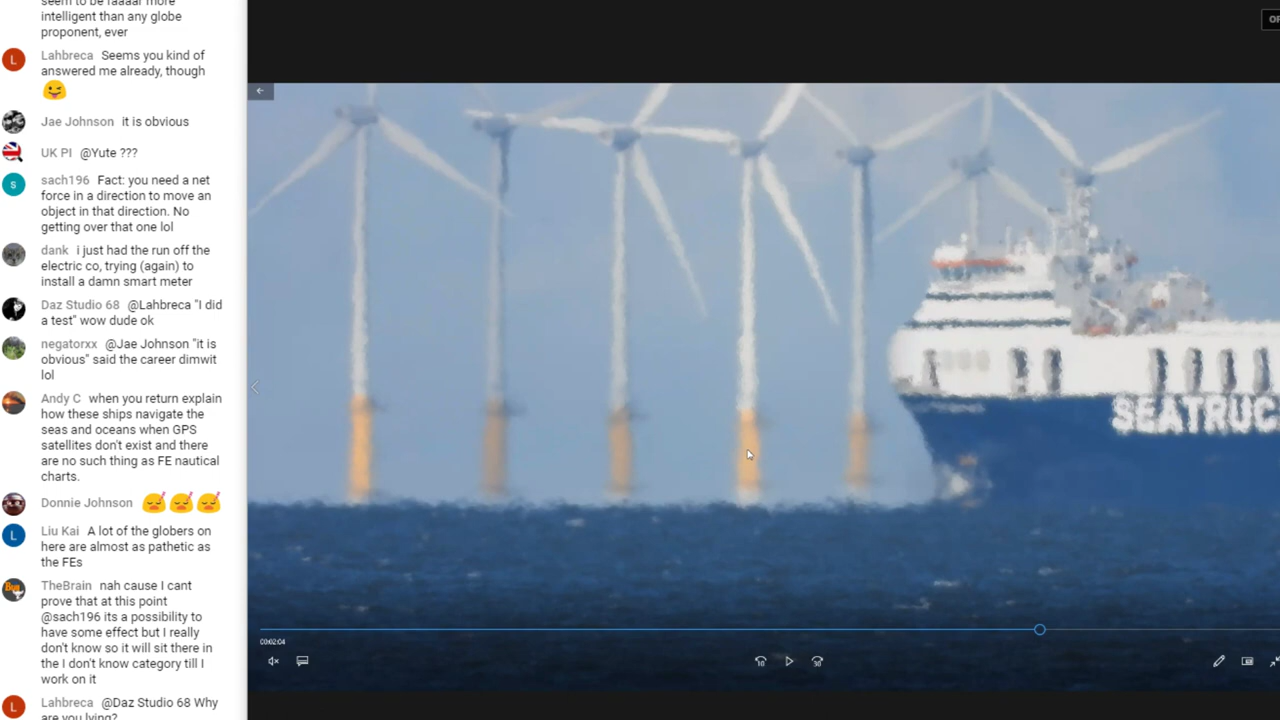 seem to be faaaar more
intelligent than any globe
proponent, ever
Lahbreca Seems you kind of
answered me already, though
Jae Johnson it is obvious
UK PI @Yute ???
sach196 Fact: you need a net
force in a direction to move an
object in that direction. No
getting over that one lol
dank i just had the run off the
electric co, trying (again) to
install a damn smart meter
Daz Studio 68 @Lahbreca "I did
a test" wow dude ok
negatorxx @Jae Johnson "it is
obvious" said the career dimwit
lol
Andy C when you return explain
how these ships navigate the
seas and oceans when GPS
satellites don't exist and there
are no such thing as FE nautical
charts.
Donnie Johnson
Liu Kai A lot of the globers on
here are almost as pathetic as
the FEs
TheBrain nah cause I cant
prove that at this point
@sach196 its a possibility to
have some effect but I really
don't know so it will sit there in
the I don't know category till I
work on it
Lahbreca @Daz Studio 68 Why
are you lying?
L
L
S
L
L
SEATRUC
00:02:04
10
30